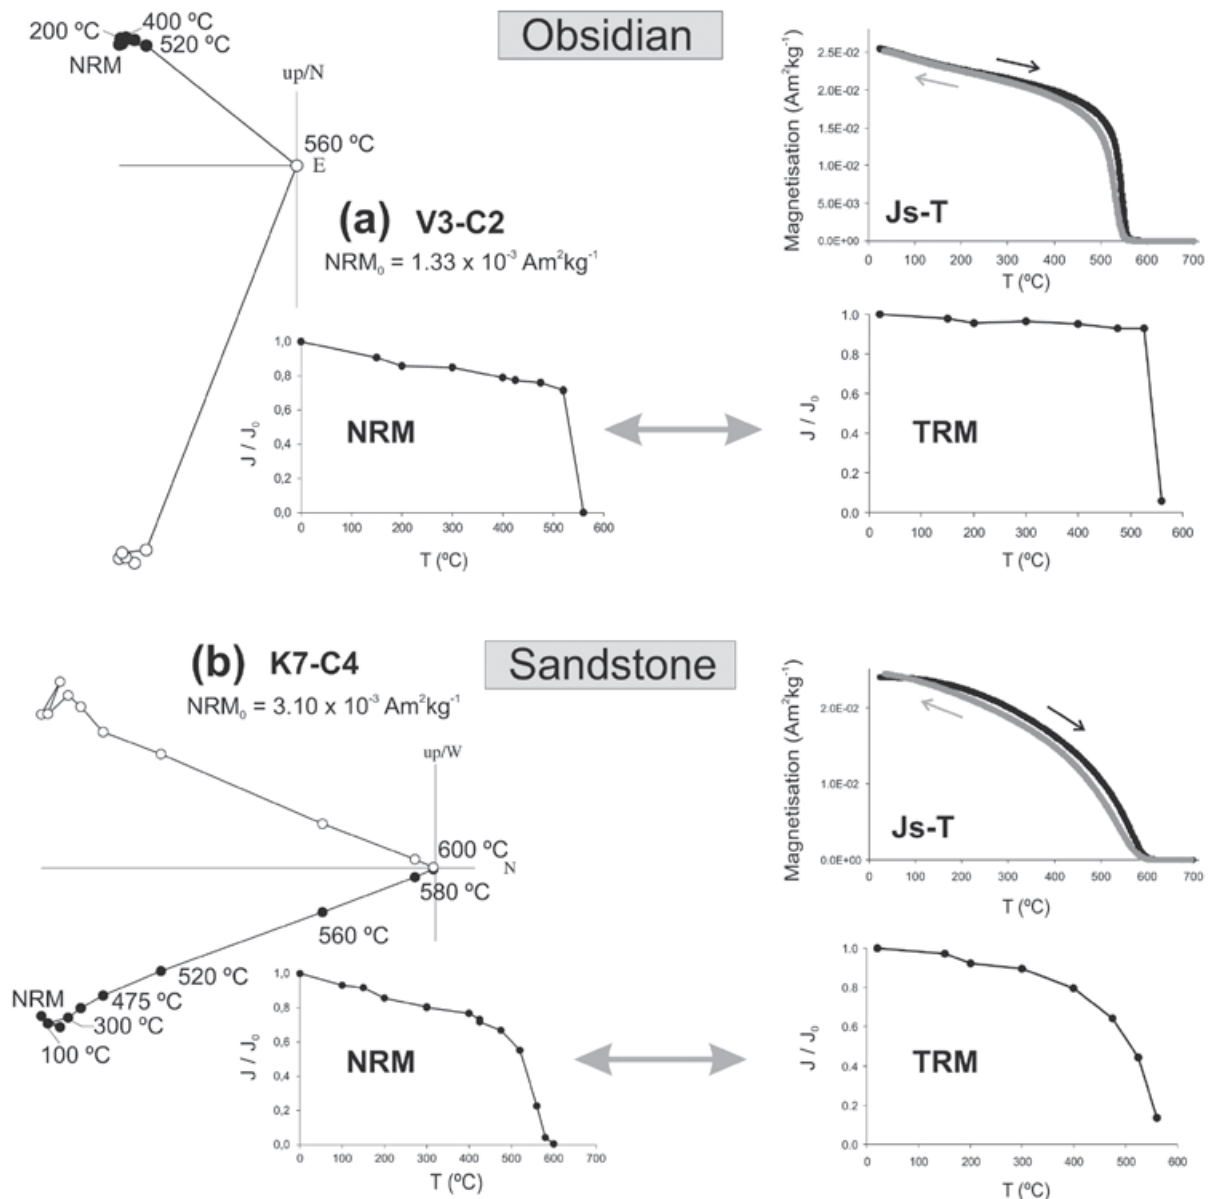 Obsidian
200 ºC
400 ºC
520 ºC
NRM
up/N
560 ºC
E
(a) V3-C2
NRM₀ = 1.33 x 10⁻³ Am²kg⁻¹
Magnetisation (Am²kg⁻¹)
2.5E-02
2.0E-02
1.5E-02
1.0E-02
5.0E-03
0.0E+00
Js-T
0 100 200 300 400 500 600 700
T (ºC)
J / J₀
1,0
0,8
0,6
0,4
0,2
0,0
NRM
0 100 200 300 400 500 600
T (ºC)
J / J₀
1.0
0.8
0.6
0.4
0.2
0.0
TRM
0 100 200 300 400 500 600
T (ºC)
Sandstone
(b) K7-C4
NRM₀ = 3.10 x 10⁻³ Am²kg⁻¹
up/W
600 ºC
N
580 ºC
560 ºC
520 ºC
NRM
475 ºC
300 ºC
100 ºC
Magnetisation (Am²kg⁻¹)
2.0E-02
1.0E-02
0.0E+00
Js-T
0 100 200 300 400 500 600 700
T (ºC)
J / J₀
1,0
0,8
0,6
0,4
0,2
0,0
NRM
0 100 200 300 400 500 600 700
T (ºC)
J / J₀
1.0
0.8
0.6
0.4
0.2
0.0
TRM
0 100 200 300 400 500 600
T (ºC)